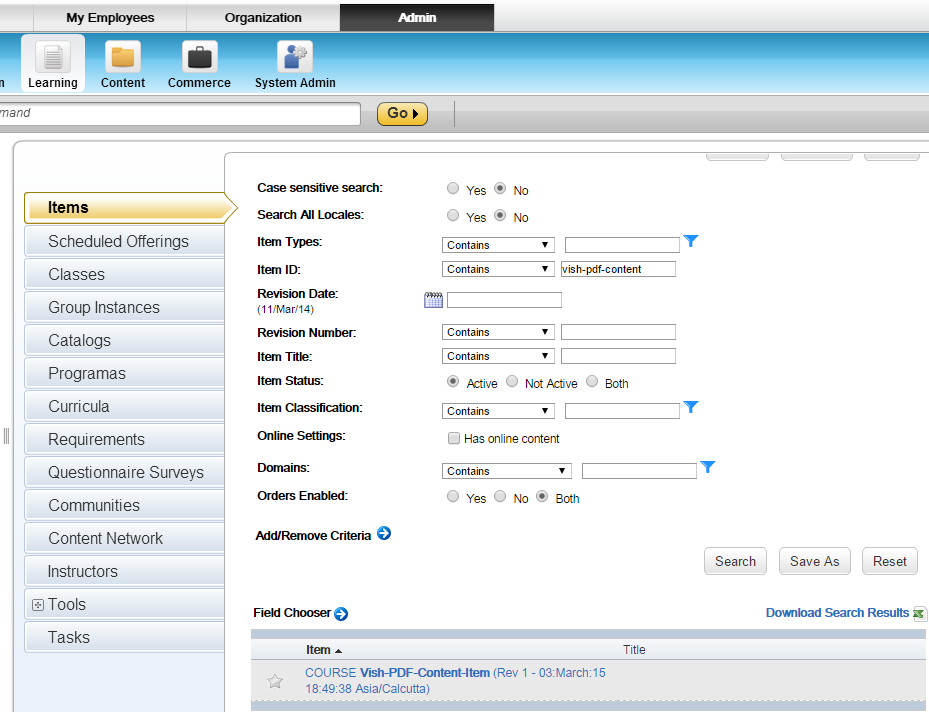 My Employees Organization Admin
n Learning Content Commerce System Admin
mand Go
Case sensitive search: Yes No
Items
Search All Locales: Yes No
Scheduled Offerings
Item Types: Contains
Classes
Item ID: Contains vish-pdf-content
Revision Date:
(11/Mar/14)
Group Instances
Revision Number: Contains
Catalogs
Item Title: Contains
Programas
Item Status: Active Not Active Both
Curricula
Item Classification: Contains
Requirements
Online Settings: Has online content
Questionnaire Surveys
Domains: Contains
Communities
Orders Enabled: Yes No Both
Content Network
Add/Remove Criteria
Instructors
Search Save As Reset
Tools
Tasks
Field Chooser Download Search Results
Item Title
COURSE Vish-PDF-Content-Item (Rev 1 - 03:March:15
18:49:38 Asia/Calcutta)